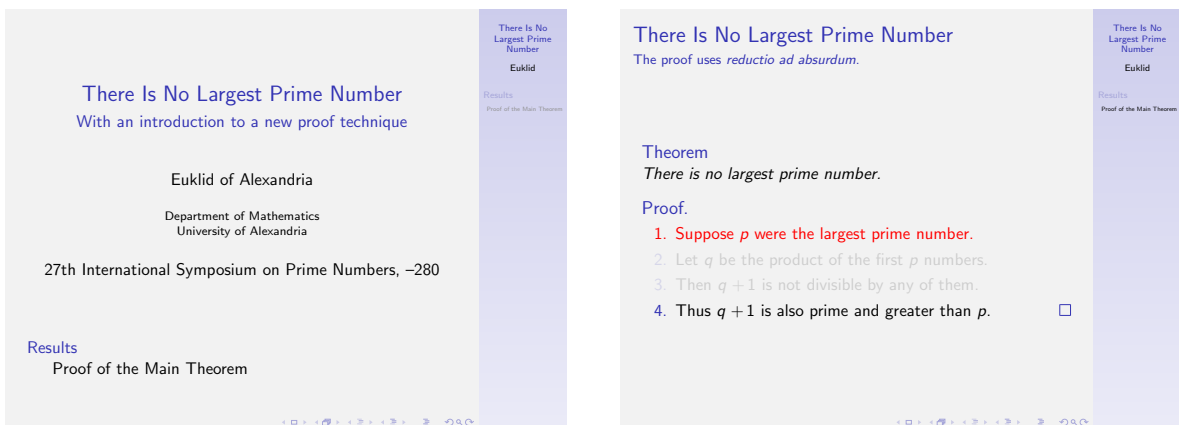 There Is No Largest Prime Number
With an introduction to a new proof technique
Euklid of Alexandria
Department of Mathematics
University of Alexandria
27th International Symposium on Prime Numbers, –280
Results
Proof of the Main Theorem
There Is No
Largest Prime
Number
Euklid
Results
Proof of the Main Theorem
There Is No Largest Prime Number
The proof uses reductio ad absurdum.
Theorem
There is no largest prime number.
Proof.
1. Suppose p were the largest prime number.
2. Let q be the product of the first p numbers.
3. Then q + 1 is not divisible by any of them.
4. Thus q + 1 is also prime and greater than p. □
There Is No
Largest Prime
Number
Euklid
Results
Proof of the Main Theorem